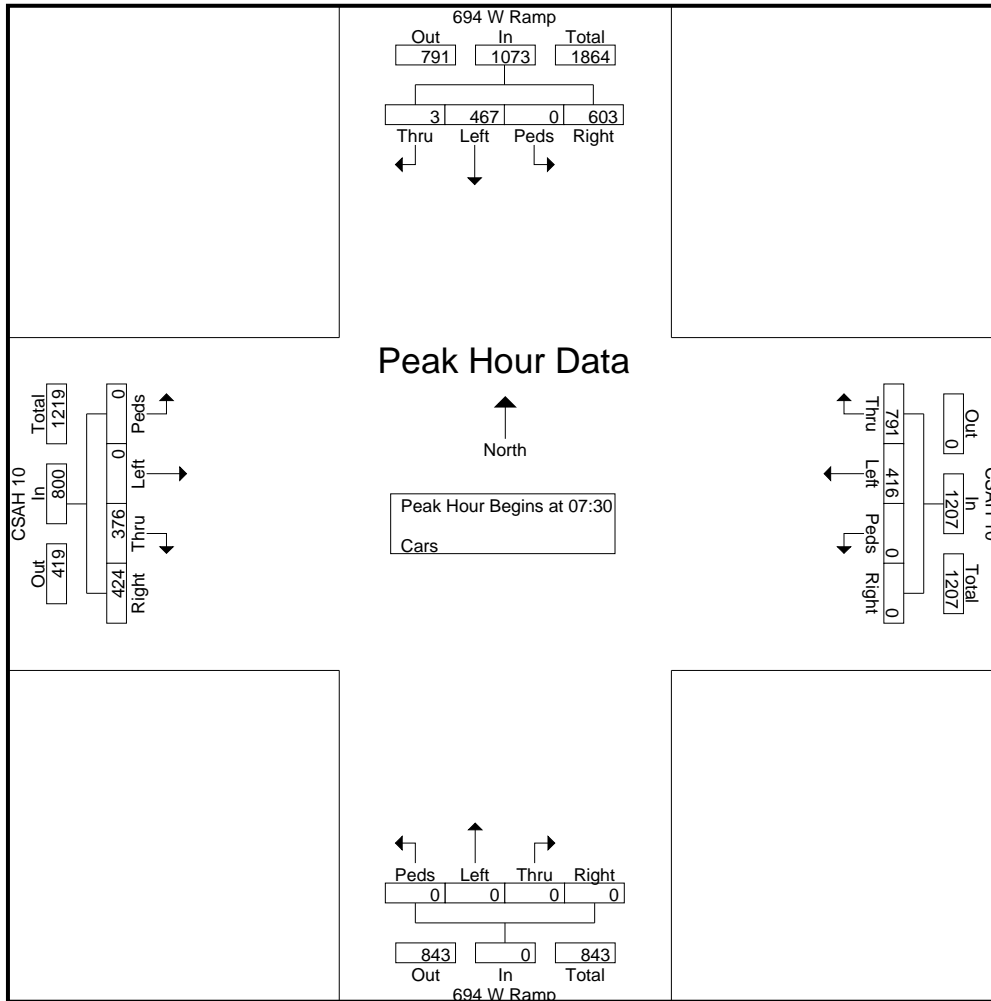 694 W Ramp
Out In Total
791 1073 1864
3 467 0 603
Thru Left Peds Right
Peak Hour Data
North
Peak Hour Begins at 07:30
Cars
CSAH 10
Total In Out
1219 800 419
0 0 376 424
Peds Left Thru Right
Thru Left Peds Right
791 416 0 0
Out In Total
0 1207 1207
CSAH 10
Peds Left Thru Right
0 0 0 0
843 0 843
Out In Total
694 W Ramp